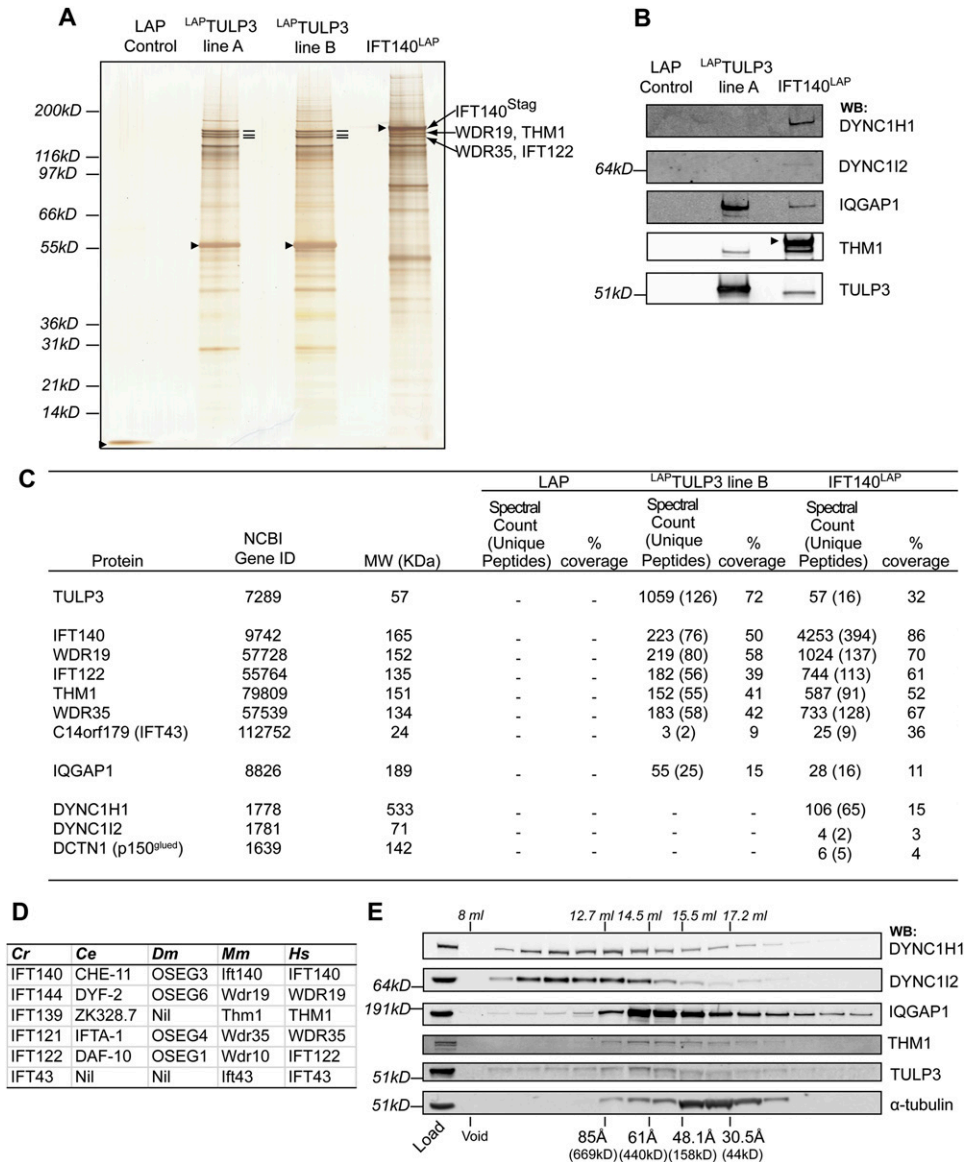 A
LAP Control
LAPTULP3 line A
LAPTULP3 line B
IFT140LAP
200kD
116kD
97kD
66kD
55kD
36kD
31kD
21kD
14kD
IFT140Stag
WDR19, THM1
WDR35, IFT122
B
LAP Control
LAPTULP3 line A
IFT140LAP
WB:
DYNC1H1
64kD DYNC1I2
IQGAP1
THM1
51kD TULP3
C
LAP LAPTULP3 line B IFT140LAP
Protein NCBI Gene ID MW (KDa) Spectral Count (Unique Peptides) % coverage Spectral Count (Unique Peptides) % coverage Spectral Count (Unique Peptides) % coverage
TULP3 7289 57 - - 1059 (126) 72 57 (16) 32
IFT140 9742 165 - - 223 (76) 50 4253 (394) 86
WDR19 57728 152 - - 219 (80) 58 1024 (137) 70
IFT122 55764 135 - - 182 (56) 39 744 (113) 61
THM1 79809 151 - - 152 (55) 41 587 (91) 52
WDR35 57539 134 - - 183 (58) 42 733 (128) 67
C14orf179 (IFT43) 112752 24 - - 3 (2) 9 25 (9) 36
IQGAP1 8826 189 - - 55 (25) 15 28 (16) 11
DYNC1H1 1778 533 - - - - 106 (65) 15
DYNC1I2 1781 71 - - - - 4 (2) 3
DCTN1 (p150glued) 1639 142 - - - - 6 (5) 4
D
Cr Ce Dm Mm Hs
IFT140 CHE-11 OSEG3 Ift140 IFT140
IFT144 DYF-2 OSEG6 Wdr19 WDR19
IFT139 ZK328.7 Nil Thm1 THM1
IFT121 IFTA-1 OSEG4 Wdr35 WDR35
IFT122 DAF-10 OSEG1 Wdr10 IFT122
IFT43 Nil Nil Ift43 IFT43
E
8 ml 12.7 ml 14.5 ml 15.5 ml 17.2 ml
WB:
DYNC1H1
64kD DYNC1I2
191kD IQGAP1
THM1
51kD TULP3
51kD α-tubulin
Load Void 85Å 61Å 48.1Å 30.5Å
(669kD) (440kD) (158kD) (44kD)